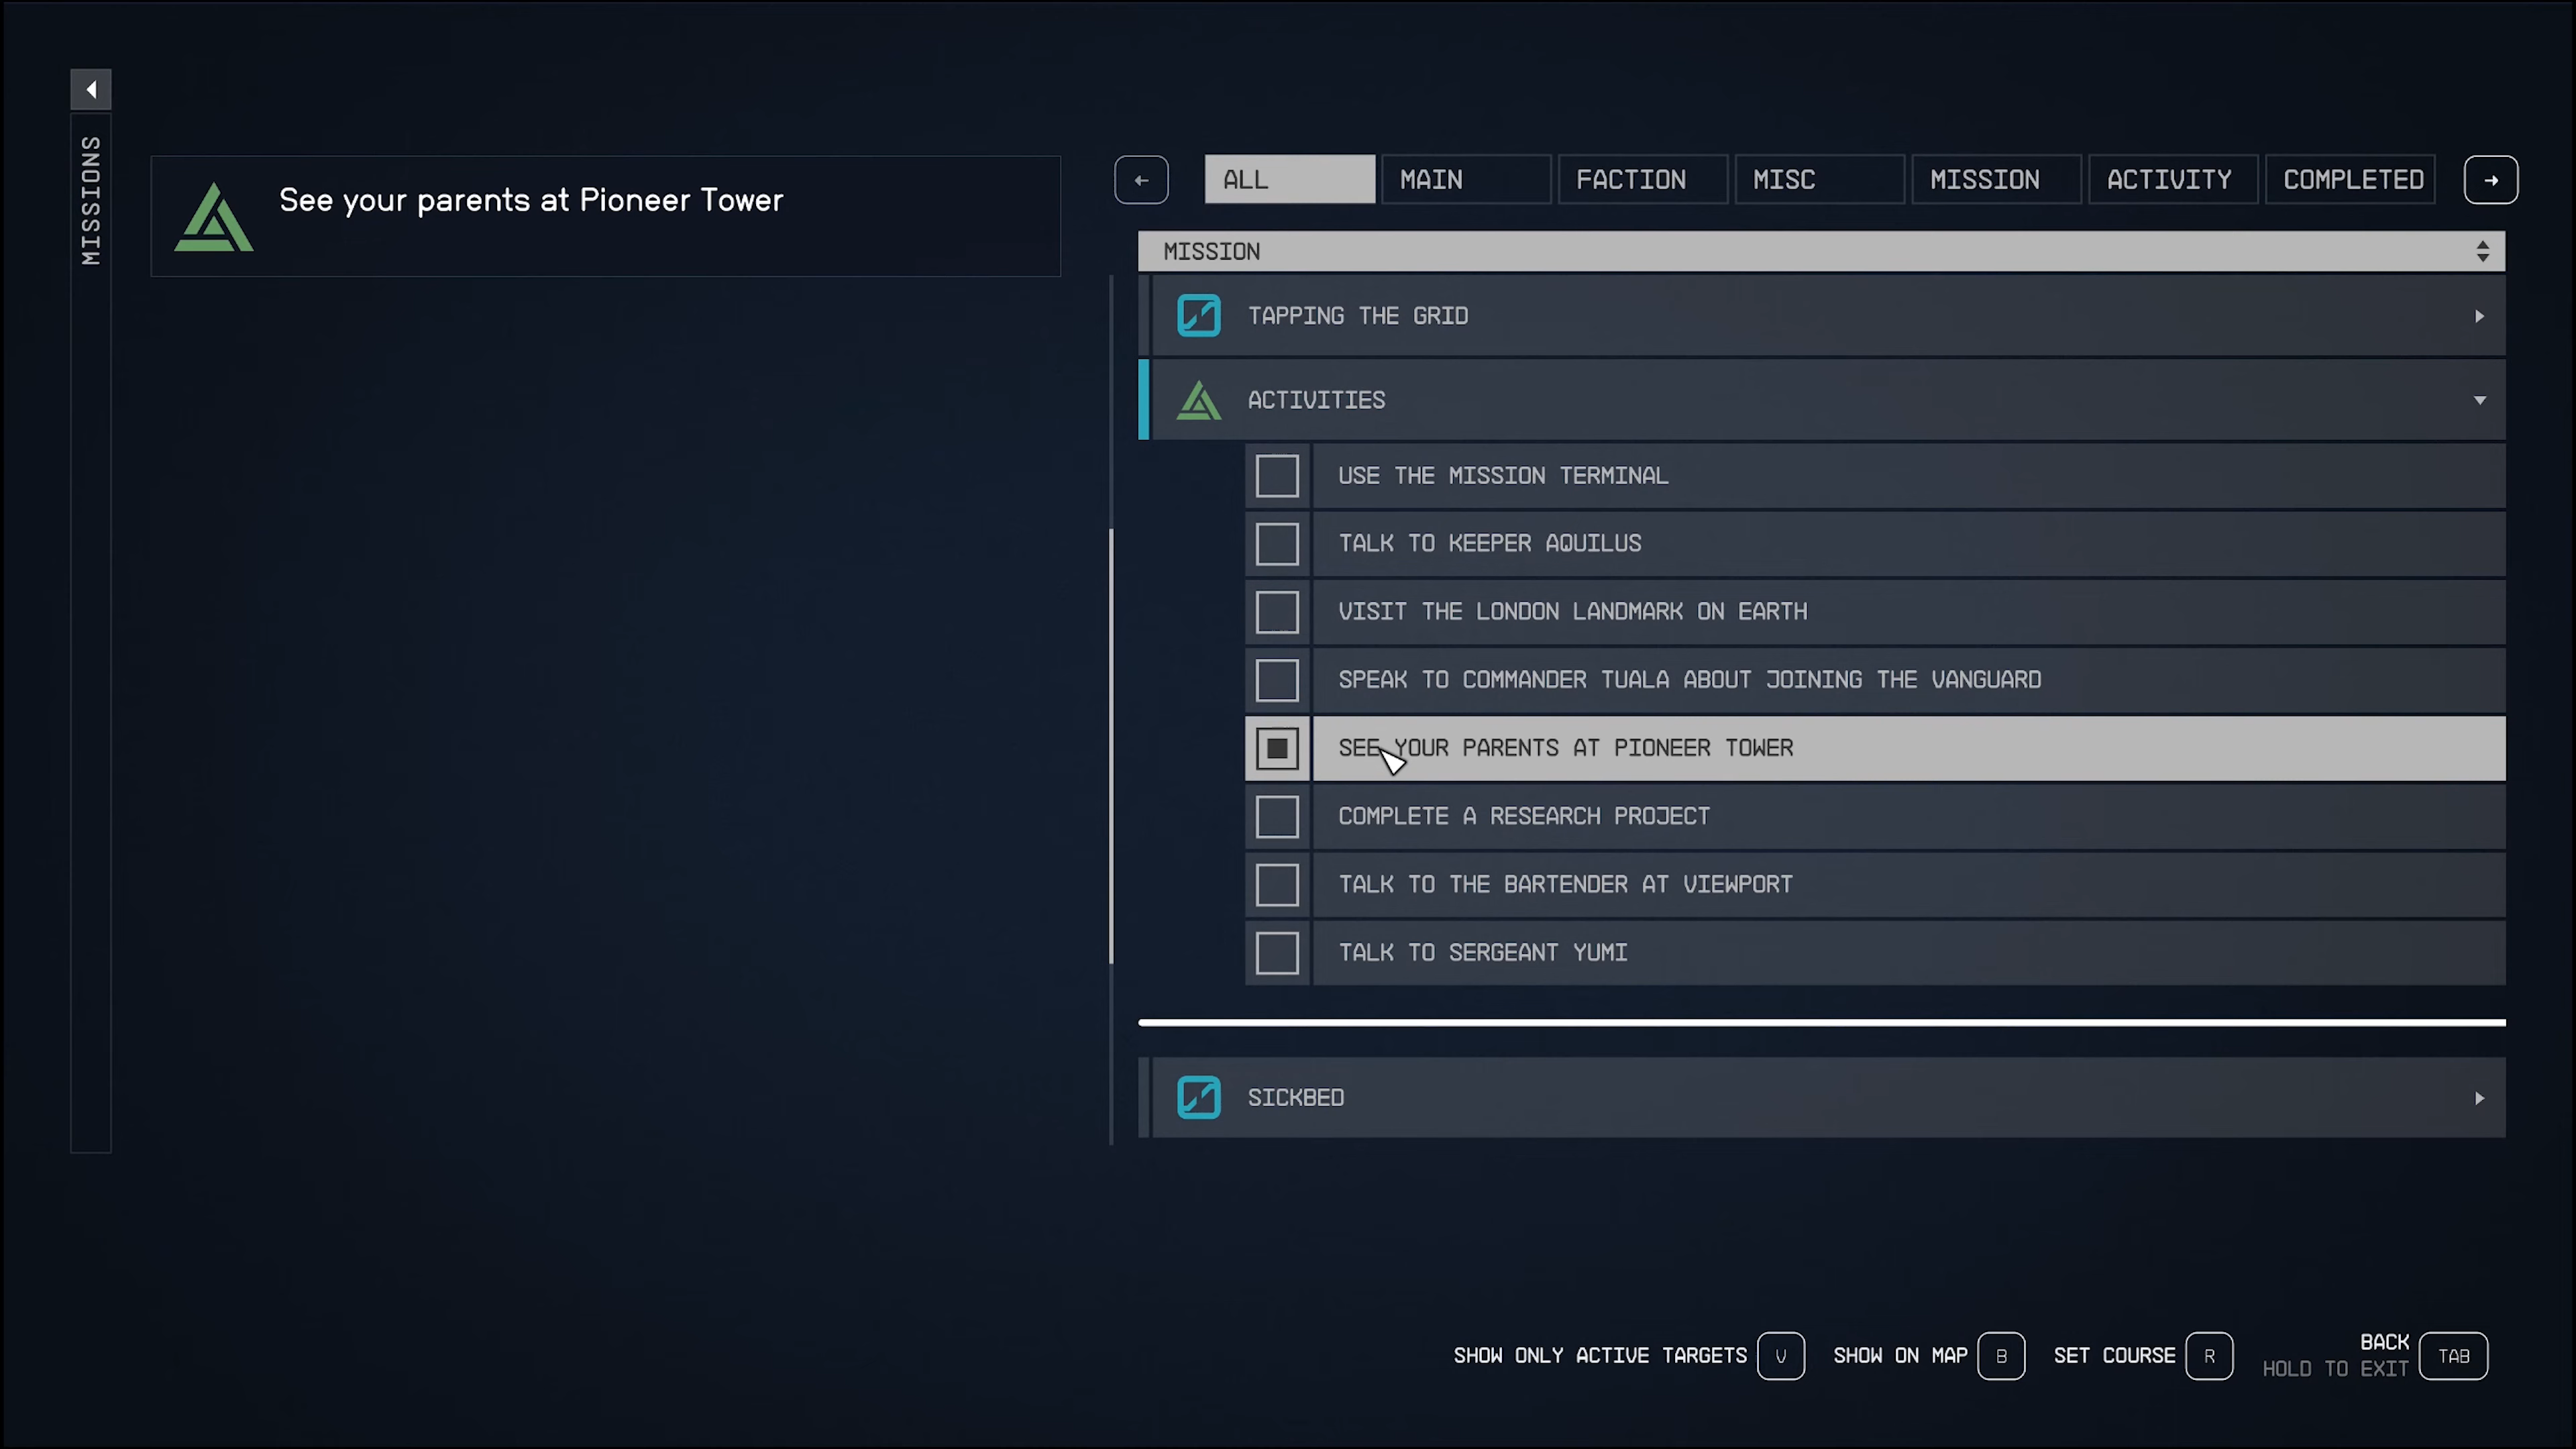 MISSIONS
See your parents at Pioneer Tower
ALL
MAIN
FACTION
MISC
MISSION
ACTIVITY
COMPLETED
MISSION
TAPPING THE GRID
ACTIVITIES
USE THE MISSION TERMINAL
TALK TO KEEPER AQUILUS
VISIT THE LONDON LANDMARK ON EARTH
SPEAK TO COMMANDER TUALA ABOUT JOINING THE VANGUARD
SEE YOUR PARENTS AT PIONEER TOWER
COMPLETE A RESEARCH PROJECT
TALK TO THE BARTENDER AT VIEWPORT
TALK TO SERGEANT YUMI
SICKBED
SHOW ONLY ACTIVE TARGETS V
SHOW ON MAP B
SET COURSE R
BACK
HOLD TO EXIT
TAB